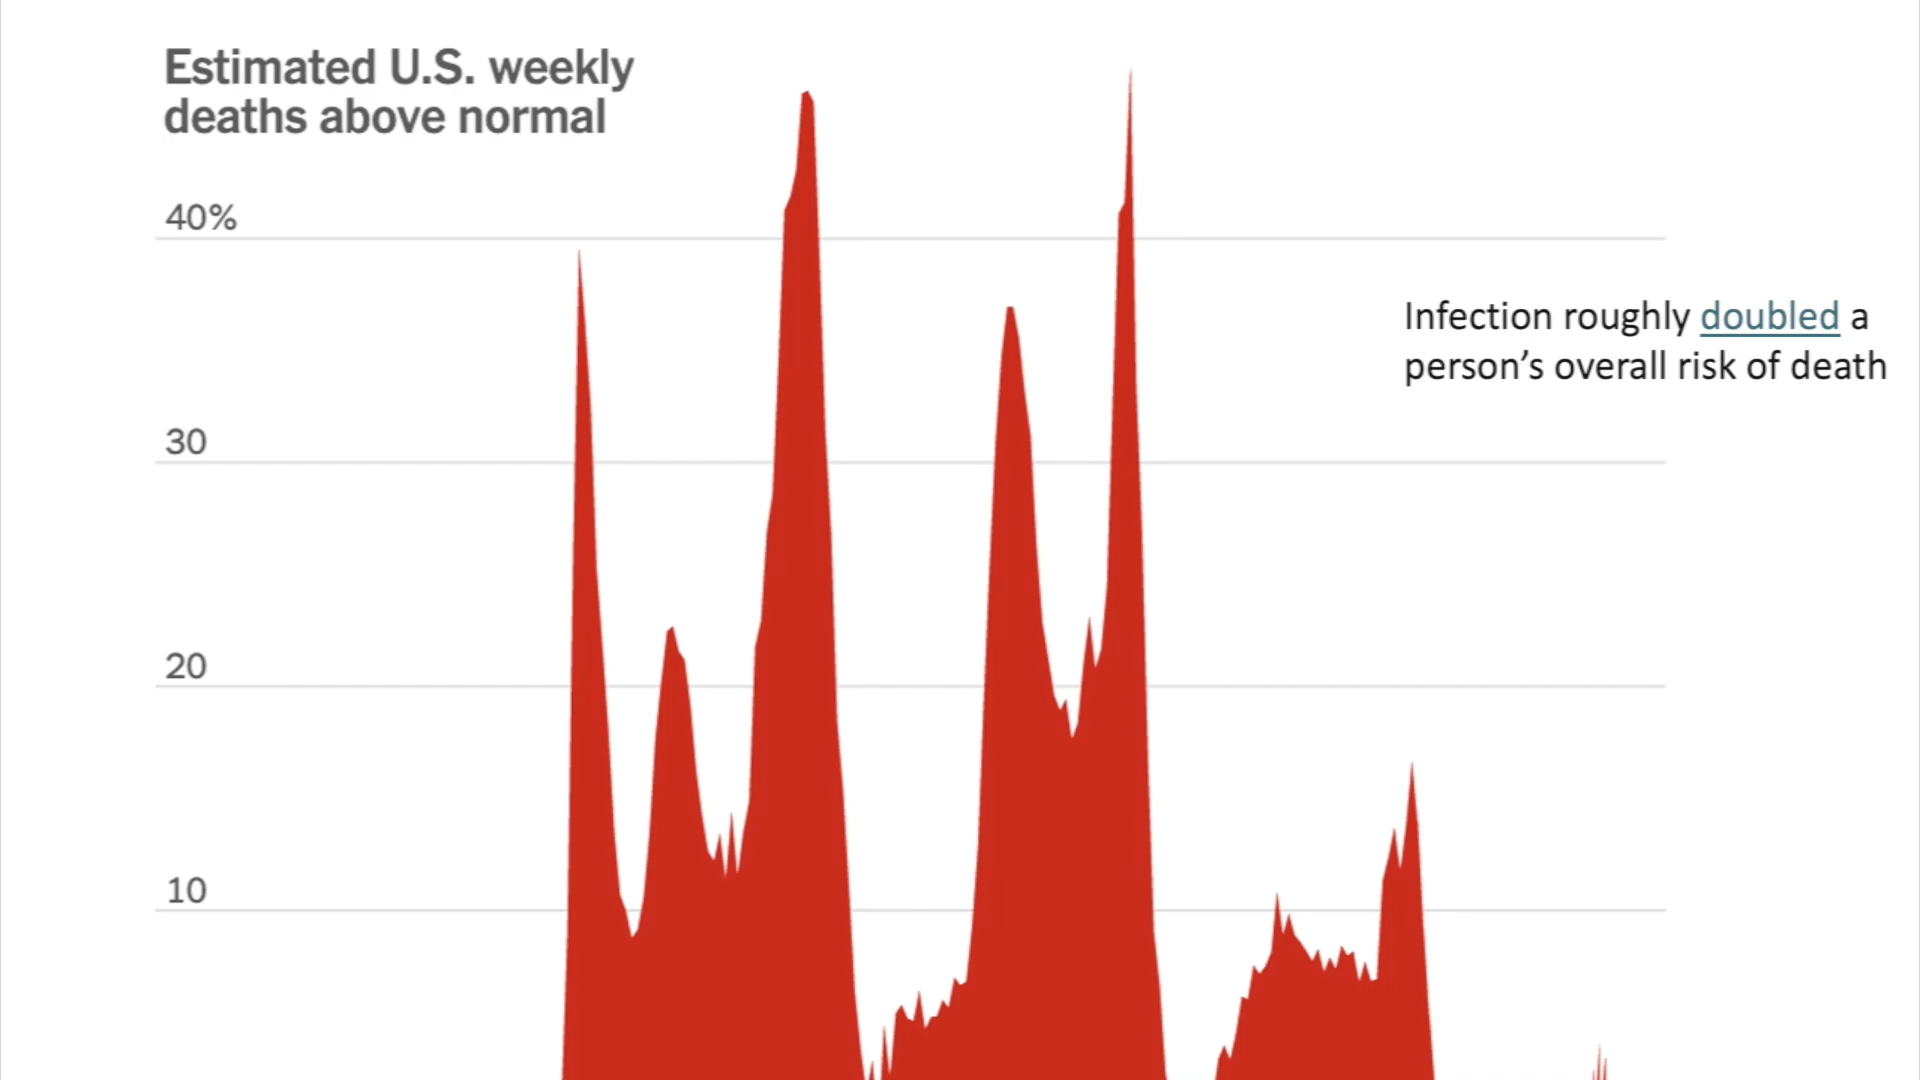 Estimated U.S. weekly
deaths above normal
40%
Infection roughly doubled a
person’s overall risk of death
30
20
10